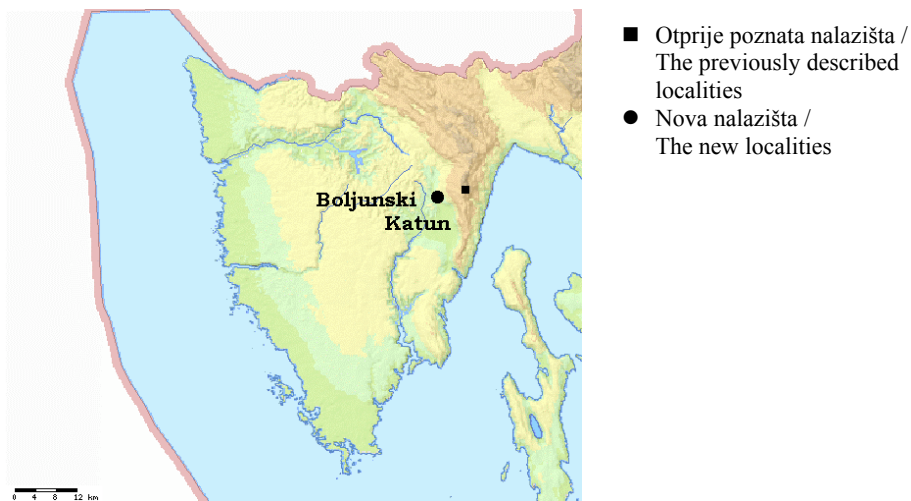 Boljunski
Katun
0 4 8 12 km
Otprije poznata nalazišta /
The previously described
localities
Nova nalazišta /
The new localities